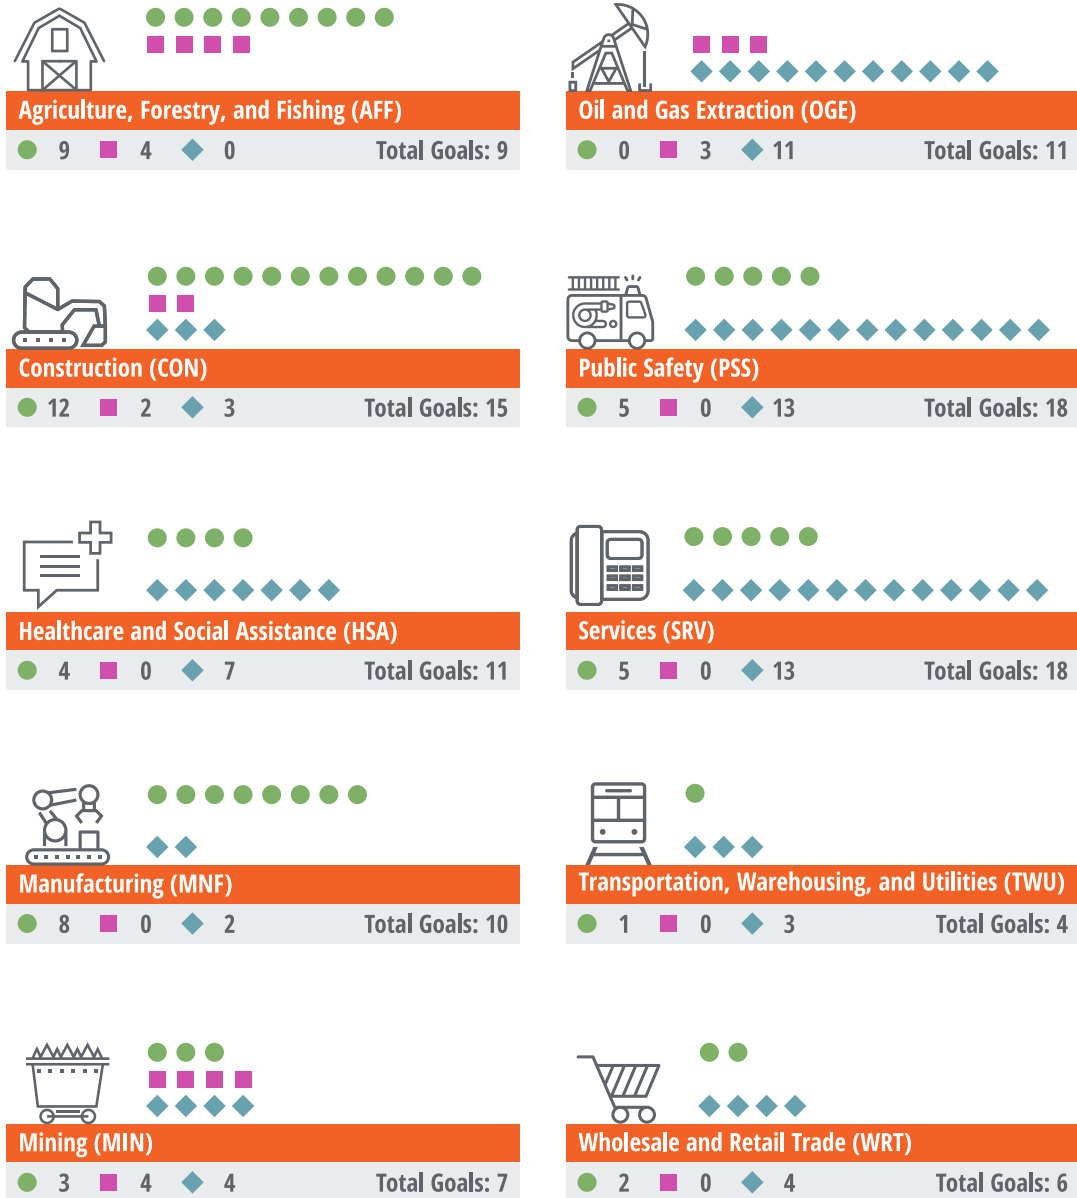 Agriculture, Forestry, and Fishing (AFF)
9 4 0 Total Goals: 9
Oil and Gas Extraction (OGE)
0 3 11 Total Goals: 11
Construction (CON)
12 2 3 Total Goals: 15
Public Safety (PSS)
5 0 13 Total Goals: 18
Healthcare and Social Assistance (HSA)
4 0 7 Total Goals: 11
Services (SRV)
5 0 13 Total Goals: 18
Manufacturing (MNF)
8 0 2 Total Goals: 10
Transportation, Warehousing, and Utilities (TWU)
1 0 3 Total Goals: 4
Mining (MIN)
3 4 4 Total Goals: 7
Wholesale and Retail Trade (WRT)
2 0 4 Total Goals: 6